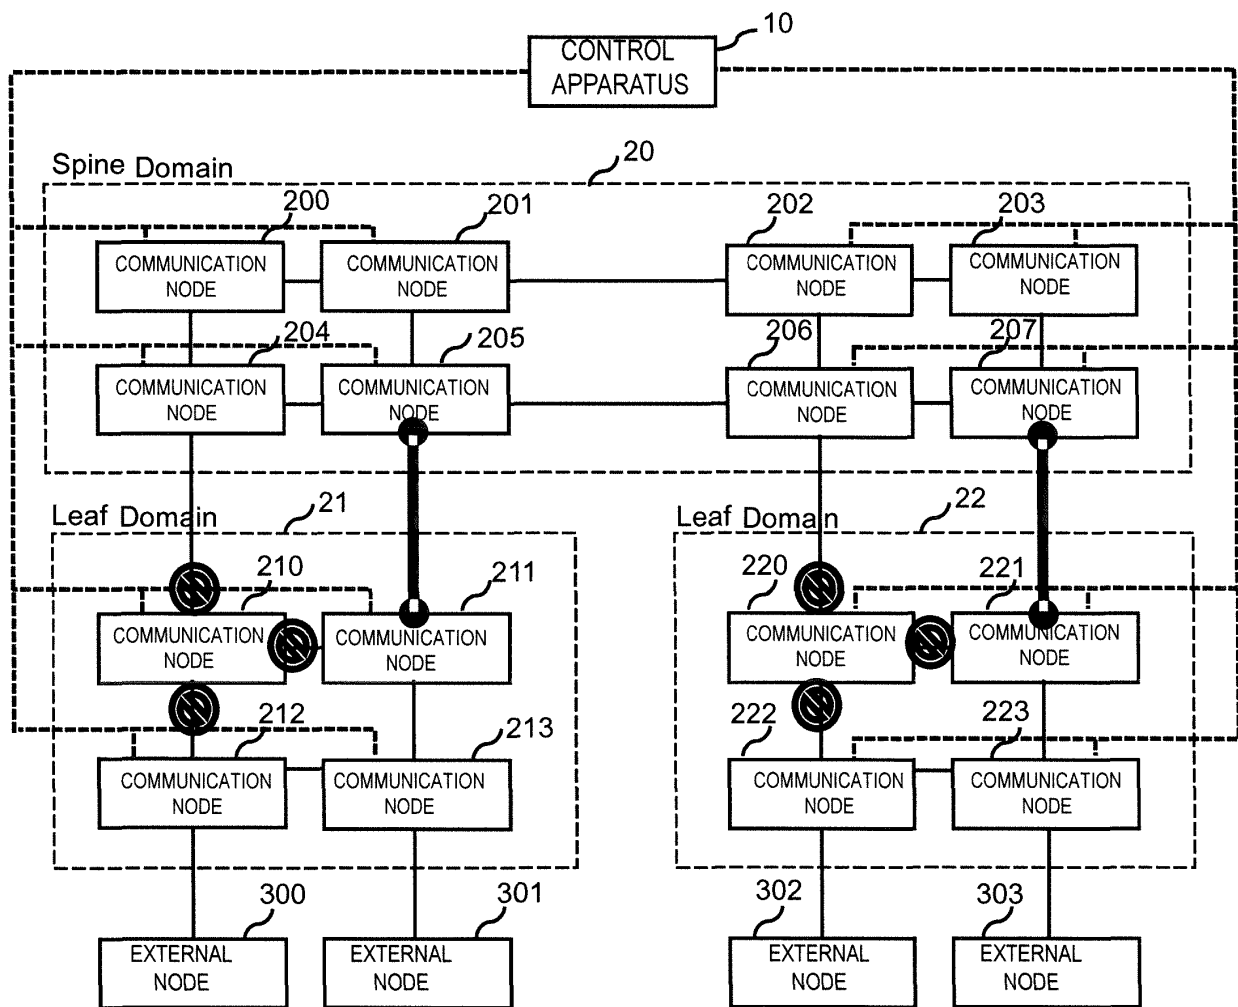 10
CONTROL
APPARATUS
20
Spine Domain
200
201
202
203
COMMUNICATION
NODE
COMMUNICATION
NODE
COMMUNICATION
NODE
COMMUNICATION
NODE
204
205
206
207
COMMUNICATION
NODE
COMMUNICATION
NODE
COMMUNICATION
NODE
COMMUNICATION
NODE
Leaf Domain
21
Leaf Domain
22
210
211
220
221
COMMUNICATION
NODE
COMMUNICATION
NODE
COMMUNICATION
NODE
COMMUNICATION
NODE
212
213
222
223
COMMUNICATION
NODE
COMMUNICATION
NODE
COMMUNICATION
NODE
COMMUNICATION
NODE
300
301
302
303
EXTERNAL
NODE
EXTERNAL
NODE
EXTERNAL
NODE
EXTERNAL
NODE